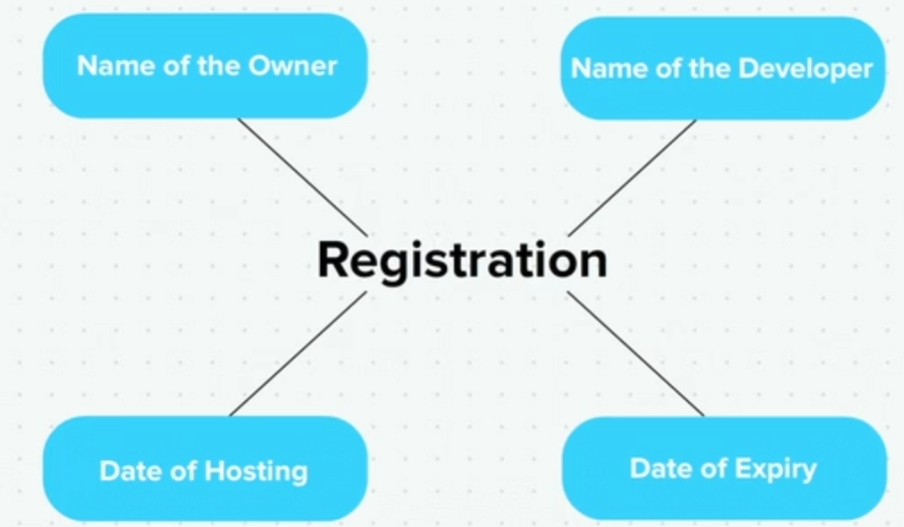 Name of the Owner
Name of the Developer
Registration
Date of Hosting
Date of Expiry